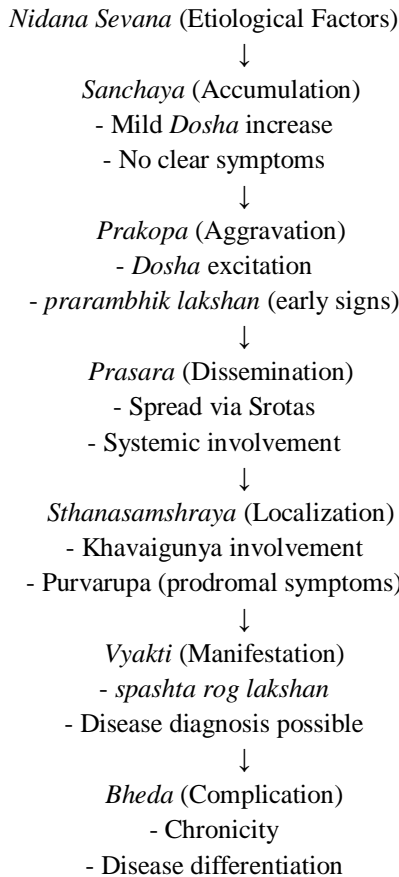 Nidana Sevana (Etiological Factors)
↓
Sanchaya (Accumulation)
- Mild Dosha increase
- No clear symptoms
↓
Prakopa (Aggravation)
- Dosha excitation
- prarambhik lakshan (early signs)
↓
Prasara (Dissemination)
- Spread via Srotas
- Systemic involvement
↓
Sthanasamshraya (Localization)
- Khavaigunya involvement
- Purvarupa (prodromal symptoms)
↓
Vyakti (Manifestation)
- spashta rog lakshan
- Disease diagnosis possible
↓
Bheda (Complication)
- Chronicity
- Disease differentiation